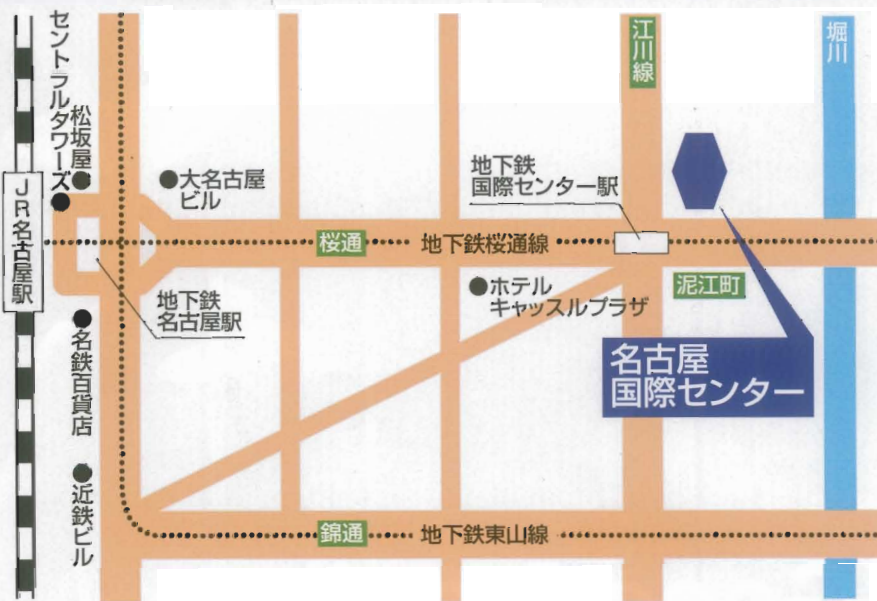 セントラルタワーズ
松坂屋
JR名古屋駅
大名古屋
ビル
地下鉄
名古屋駅
名鉄百貨店
近鉄ビル
桜通
地下鉄桜通線
地下鉄
国際センター駅
江川線
堀川
ホテル
キャッスルプラザ
泥江町
名古屋
国際センター
錦通
地下鉄東山線